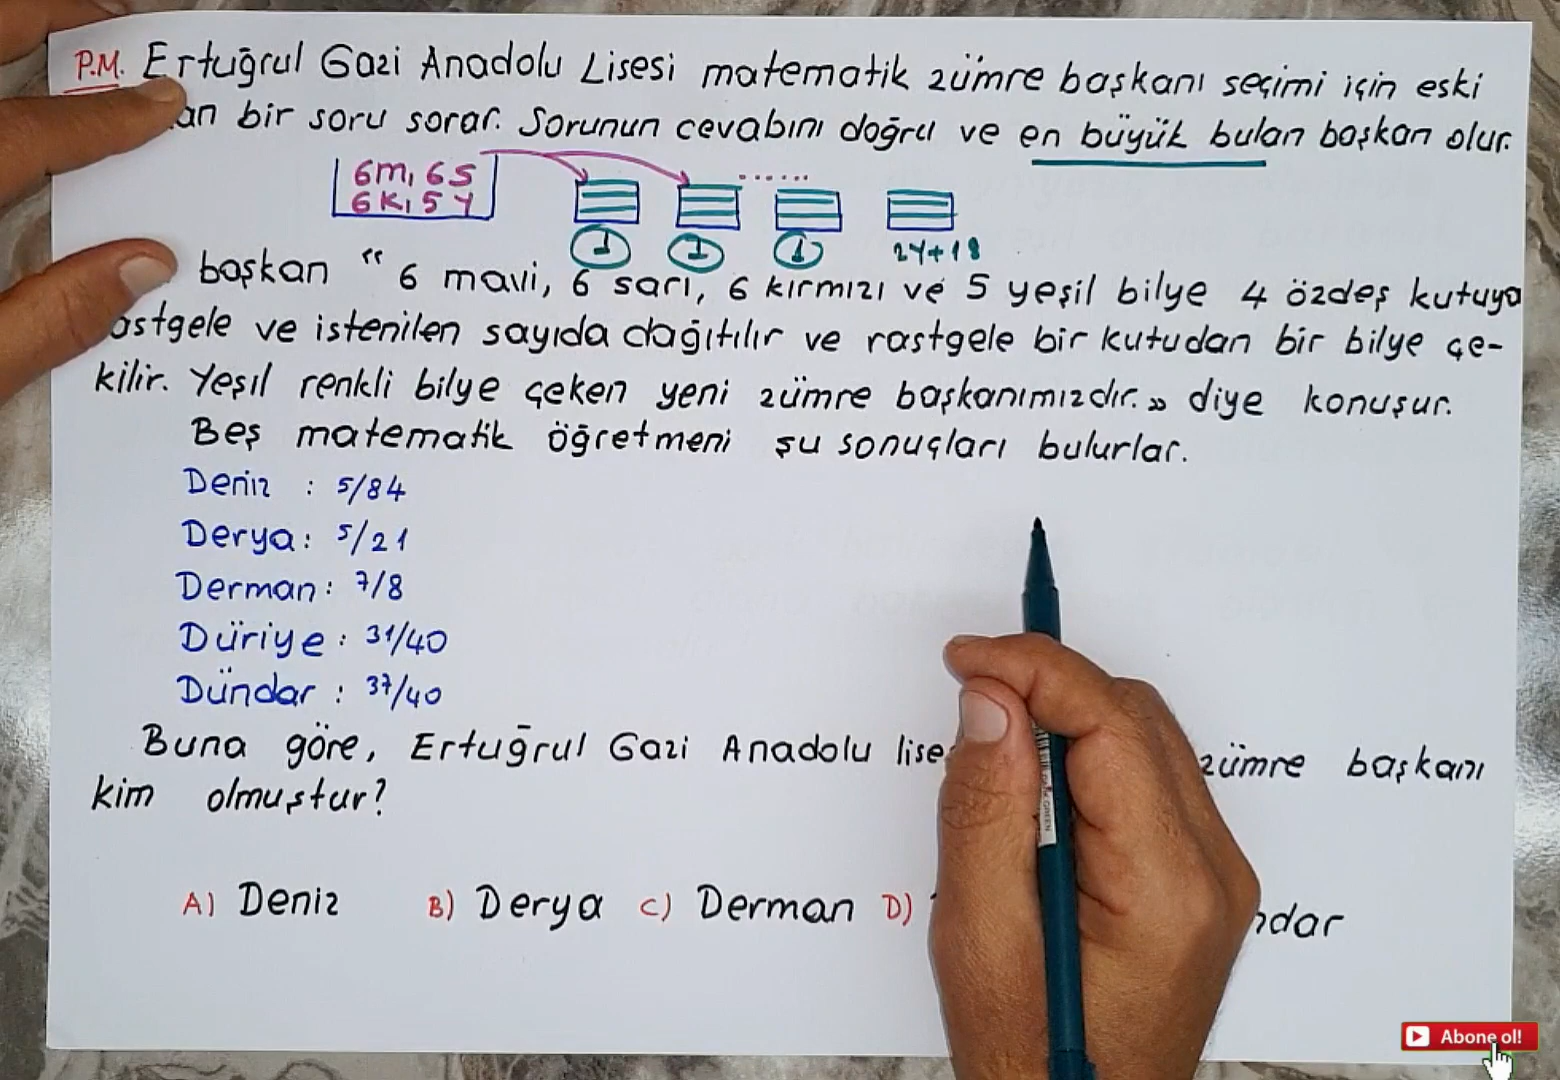 P.M. Ertuğrul Gazi Anadolu Lisesi matematik zümre başkanı seçimi için eski
bir soru sorar. Sorunun cevabını doğru ve en büyük bulan başkan olur.
6M, 6S
6K, 5Y
1 1 1 2Y+18
başkan "6 mavi, 6 sarı, 6 kırmızı ve 5 yeşil bilye 4 özdeş kutuya
ve istenilen sayıda dağıtılır ve rastgele bir kutudan bir bilye çe-
kilir. Yeşil renkli bilye çeken yeni zümre başkanımızdır.» diye konuşur.
Beş matematik öğretmeni şu sonuçları bulurlar.
Deniz : 5/84
Derya : 5/21
Derman : 7/8
Düriye : 31/40
Dündar : 37/40
Buna göre, Ertuğrul Gazi Anadolu zümre başkanı
kim olmuştur?
A) Deniz B) Derya C) Derman D)
Abone ol!